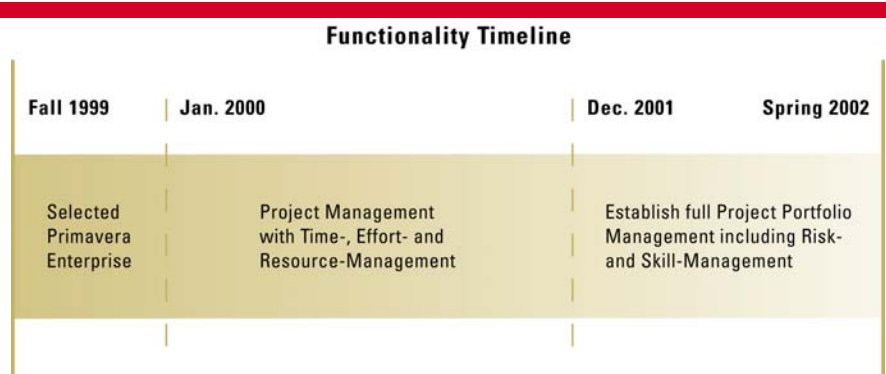 Functionality Timeline
Fall 1999
Jan. 2000
Dec. 2001
Spring 2002
Selected
Primavera
Enterprise
Project Management
with Time-, Effort- and
Resource-Management
Establish full Project Portfolio
Management including Risk-
and Skill-Management